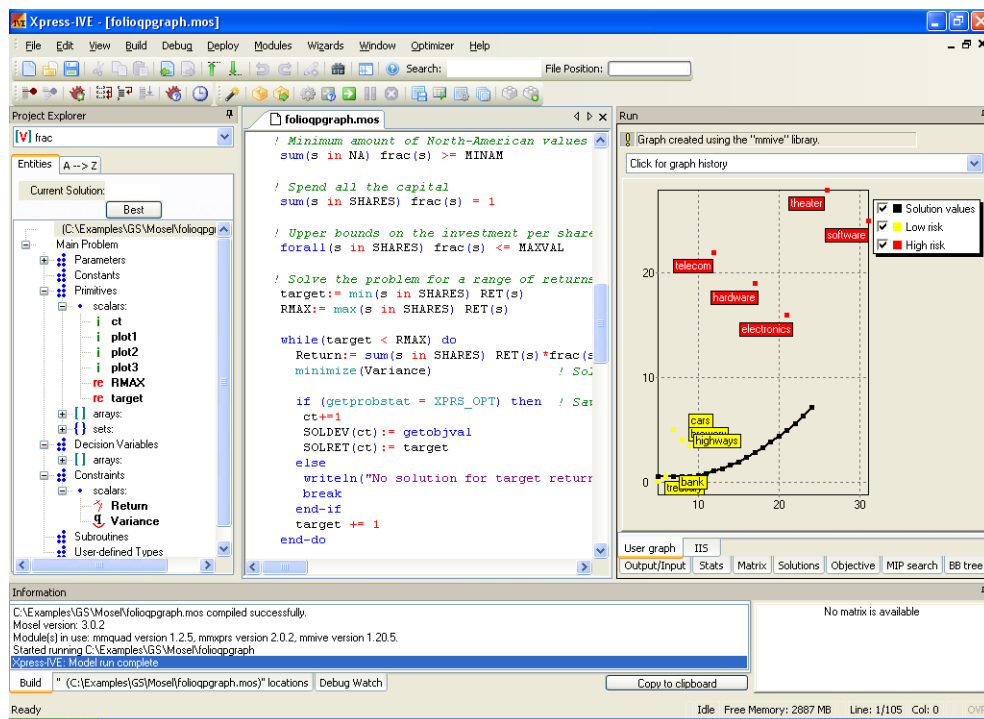 Xpress-IVE - [folioqpgraph.mos]
File Edit View Build Debug Deploy Modules Wizards Window Optimizer Help
Search: File Position:
Project Explorer
[V] frac
Entities A --> Z
Current Solution:
Best
(C:\Examples\GS\Mosel\folioqpgra
Main Problem
Parameters
Constants
Primitives
scalars:
i ct
i plot1
i plot2
i plot3
re RMAX
re target
[ ] arrays:
{ } sets:
Decision Variables
[ ] arrays:
Constraints
scalars:
Return
q Variance
Subroutines
User-defined Types
folioqpgraph.mos
! Minimum amount of North-American values
sum(s in NA) frac(s) >= MINAM
! Spend all the capital
sum(s in SHARES) frac(s) = 1
! Upper bounds on the investment per share
forall(s in SHARES) frac(s) <= MAXVAL
! Solve the problem for a range of returns
target:= min(s in SHARES) RET(s)
RMAX:= max(s in SHARES) RET(s)
while(target < RMAX) do
Return:= sum(s in SHARES) RET(s)*frac(s
minimize(Variance) ! Sol
if (getprobstat = XPRS_OPT) then ! Sav
ct+=1
SOLDEV(ct):= getobjval
SOLRET(ct):= target
else
writeln("No solution for target return
break
end-if
target += 1
end-do
Run
Graph created using the "mmive" library.
Click for graph history
theater
software
telecom
hardware
electronics
cars
highways
bank
20
10
0
10 20 30
Solution values
Low risk
High risk
User graph IIS
Output/Input Stats Matrix Solutions Objective MIP search BB tree
Information
C:\Examples\GS\Mosel\folioqpgraph.mos compiled successfully.
Mosel version: 3.0.2
Module(s) in use: mmquad version 1.2.5, mmxprs version 2.0.2, mmive version 1.20.5.
Started running C:\Examples\GS\Mosel\folioqpgraph
Xpress-IVE: Model run complete
No matrix is available
Build " (C:\Examples\GS\Mosel\folioqpgraph.mos)" locations Debug Watch
Copy to clipboard
Ready Idle Free Memory: 2887 MB Line: 1/105 Col: 0 OVR